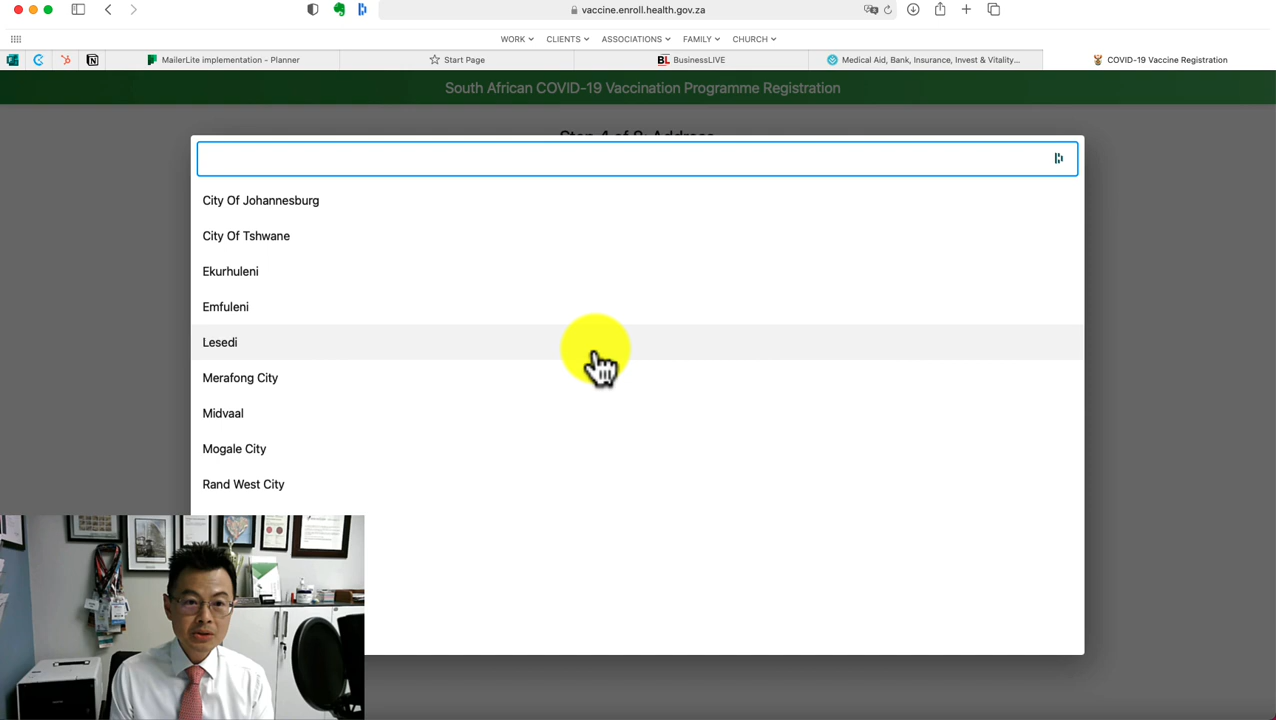 vaccine.enroll.health.gov.za
WORK CLIENTS ASSOCIATIONS FAMILY CHURCH
MailerLite implementation - Planner Start Page BusinessLIVE Medical Aid, Bank, Insurance, Invest & Vitality... COVID-19 Vaccine Registration
South African COVID-19 Vaccination Programme Registration
City Of Johannesburg
City Of Tshwane
Ekurhuleni
Emfuleni
Lesedi
Merafong City
Midvaal
Mogale City
Rand West City